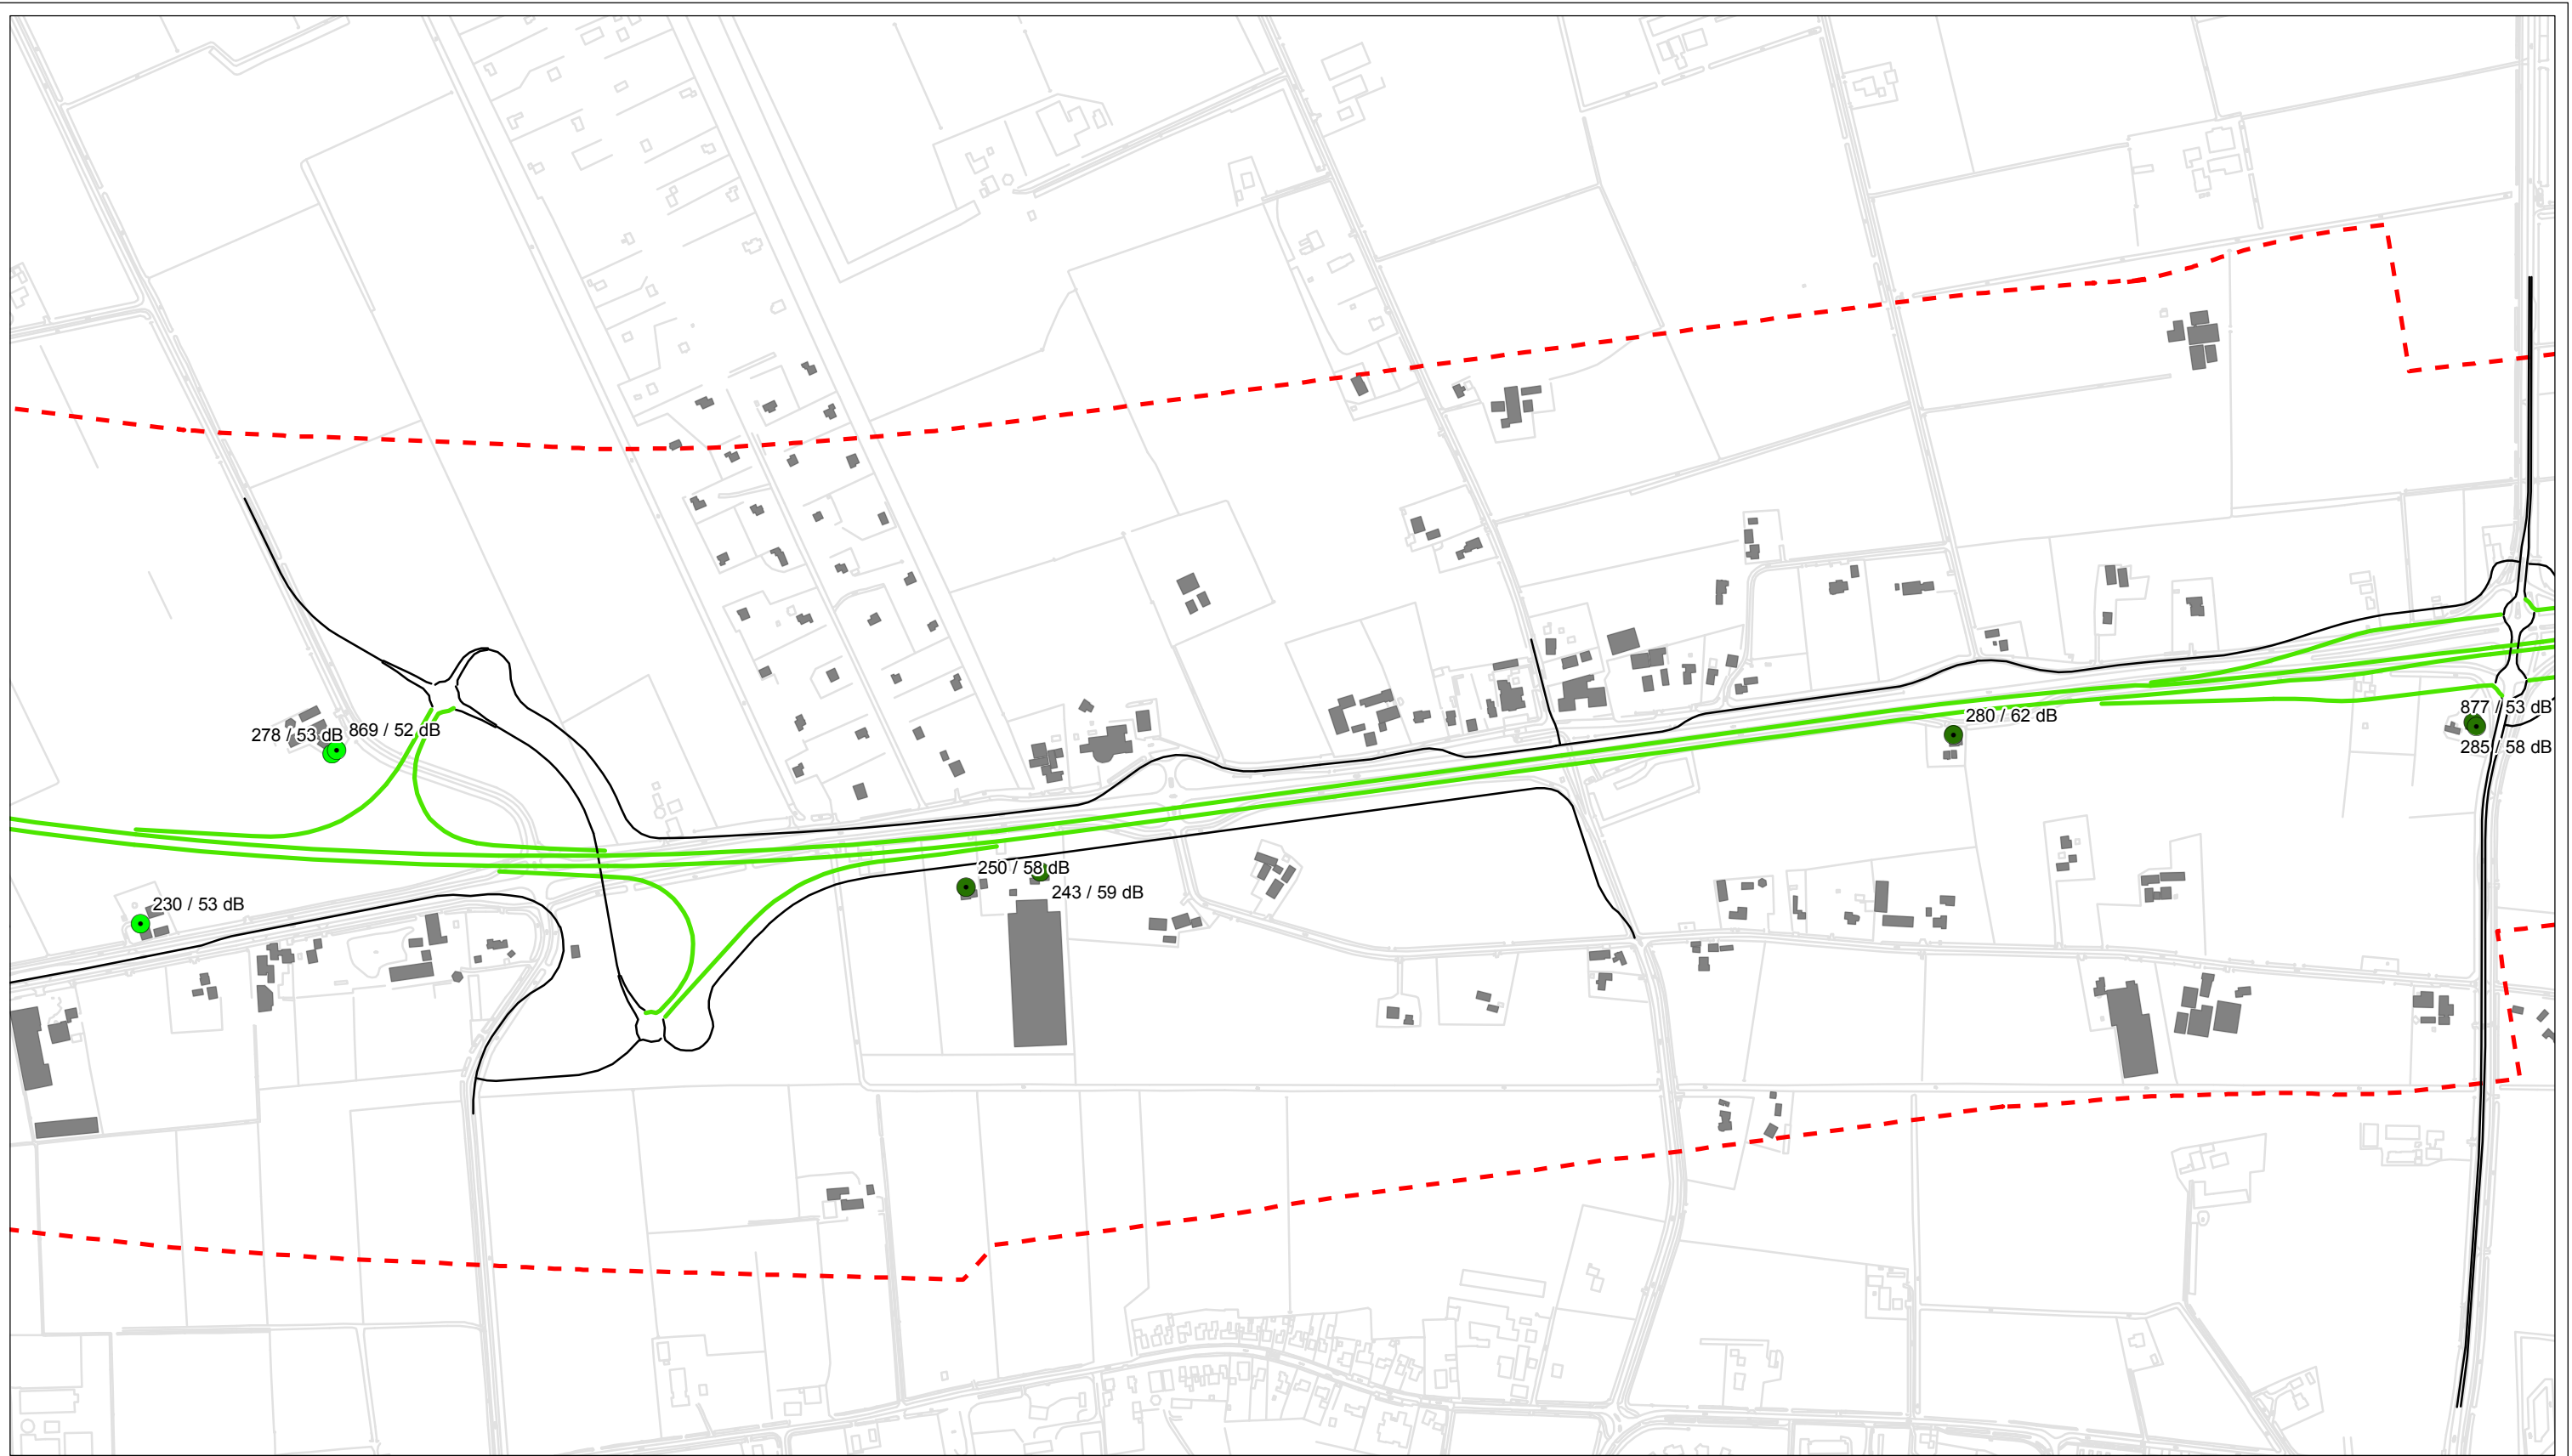 877 / 53 dB
280 / 62 dB
869 / 52 dB
278 / 53 dB
285 / 58 dB
250 / 58 dB
243 / 59 dB
230 / 53 dB